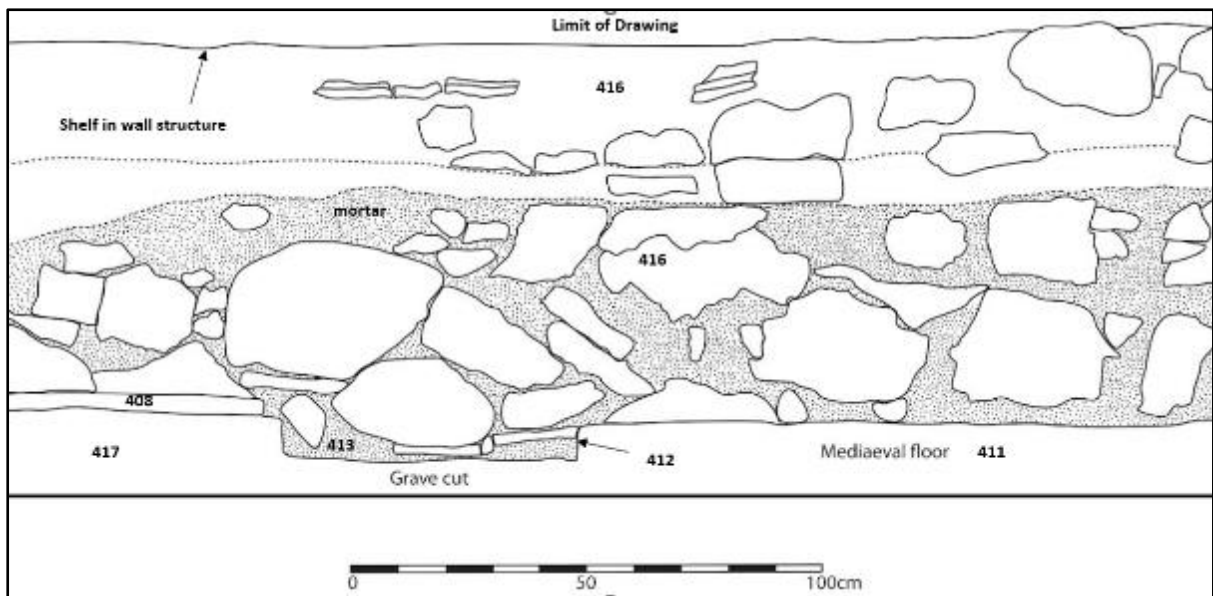 Limit of Drawing
416
Shelf in wall structure
mortar
416
408
417
413
412
Mediaeval floor 411
Grave cut
0 50 100cm